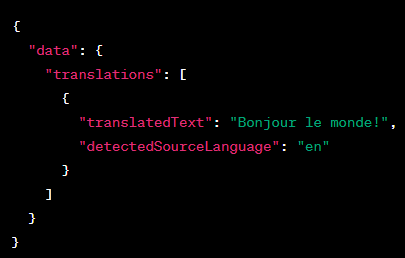 {
  "data": {
    "translations": [
      {
        "translatedText": "Bonjour le monde!",
        "detectedSourceLanguage": "en"
      }
    ]
  }
}